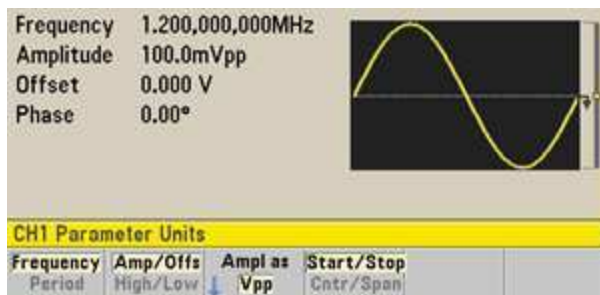 Frequency 1.200,000,000MHz
Amplitude 100.0mVpp
Offset 0.000 V
Phase 0.00°
CH1 Parameter Units
Frequency Amp/Offs Ampl as Start/Stop
Period High/Low Vpp Cntr/Span